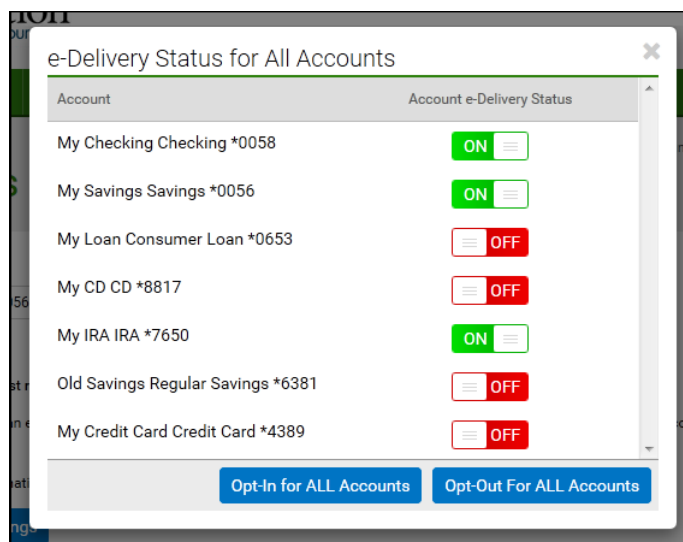 e-Delivery Status for All Accounts
Account Account e-Delivery Status
My Checking Checking *0058 ON
My Savings Savings *0056 ON
My Loan Consumer Loan *0653 OFF
My CD CD *8817 OFF
My IRA IRA *7650 ON
Old Savings Regular Savings *6381 OFF
My Credit Card Credit Card *4389 OFF
Opt-In for ALL Accounts Opt-Out For ALL Accounts